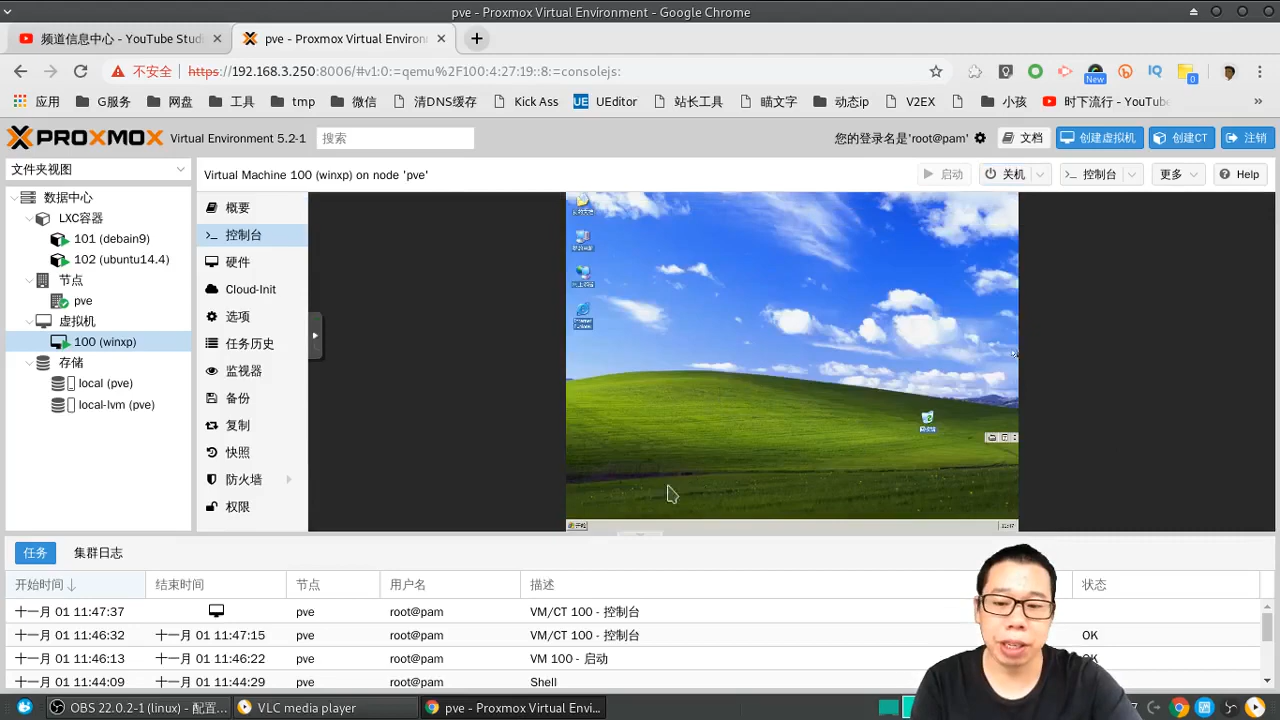 pve - Proxmox Virtual Environment - Google Chrome
频道信息中心 - YouTube Studi
pve - Proxmox Virtual Environ
不安全
https://192.168.3.250:8006/#v1:0:=qemu%2F100:4:27:19::8:=consolejs:
New
0
应用
G服务
网盘
工具
tmp
微信
清DNS缓存
Kick Ass
UE UEditor
站长工具
瞄文字
动态ip
V2EX
小孩
时下流行 - YouTube
»
PROXMOX
Virtual Environment 5.2-1
搜索
您的登录名是'root@pam'
文档
创建虚拟机
创建CT
注销
文件夹视图
Virtual Machine 100 (winxp) on node 'pve'
启动
关机
控制台
更多
Help
数据中心
LXC容器
101 (debain9)
102 (ubuntu14.4)
节点
pve
虚拟机
100 (winxp)
存储
local (pve)
local-lvm (pve)
概要
控制台
硬件
Cloud-Init
选项
任务历史
监视器
备份
复制
快照
防火墙
权限
任务
集群日志
开始时间
结束时间
节点
用户名
描述
状态
十一月 01 11:47:37
pve
root@pam
VM/CT 100 - 控制台
十一月 01 11:46:32
十一月 01 11:47:15
pve
root@pam
VM/CT 100 - 控制台
OK
十一月 01 11:46:13
十一月 01 11:46:22
pve
root@pam
VM 100 - 启动
OK
十一月 01 11:44:09
十一月 01 11:44:29
pve
root@pam
Shell
OBS 22.0.2-1 (linux) - 配置...
VLC media player
pve - Proxmox Virtual Envi...